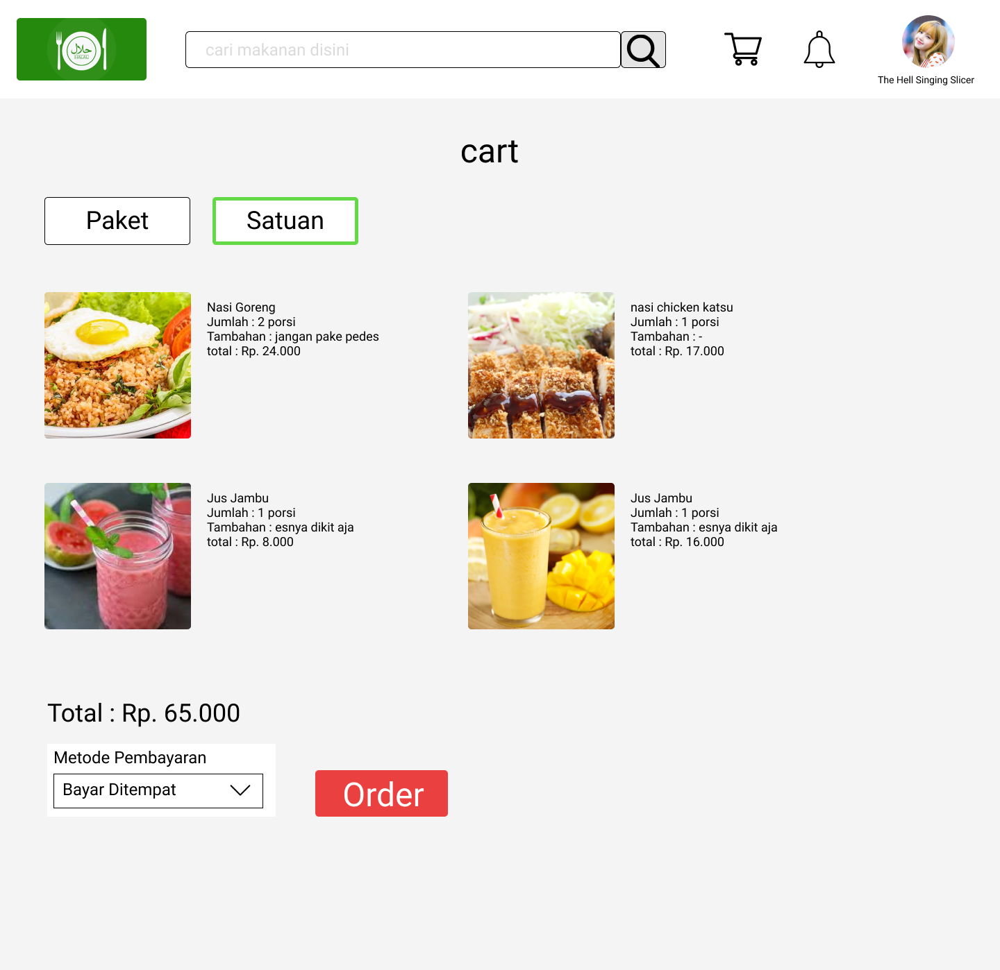 حلال
HALAL
cari makanan disini
The Hell Singing Slicer
cart
Paket
Satuan
Nasi Goreng
Jumlah : 2 porsi
Tambahan : jangan pake pedes
total : Rp. 24.000
nasi chicken katsu
Jumlah : 1 porsi
Tambahan : -
total : Rp. 17.000
Jus Jambu
Jumlah : 1 porsi
Tambahan : esnya dikit aja
total : Rp. 8.000
Jus Jambu
Jumlah : 1 porsi
Tambahan : esnya dikit aja
total : Rp. 16.000
Total : Rp. 65.000
Metode Pembayaran
Bayar Ditempat
Order